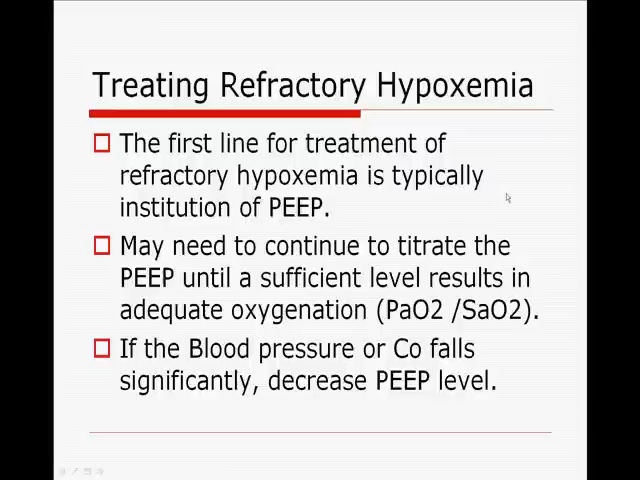 Treating Refractory Hypoxemia
The first line for treatment of
refractory hypoxemia is typically
institution of PEEP.
May need to continue to titrate the
PEEP until a sufficient level results in
adequate oxygenation (PaO2 /SaO2).
If the Blood pressure or Co falls
significantly, decrease PEEP level.